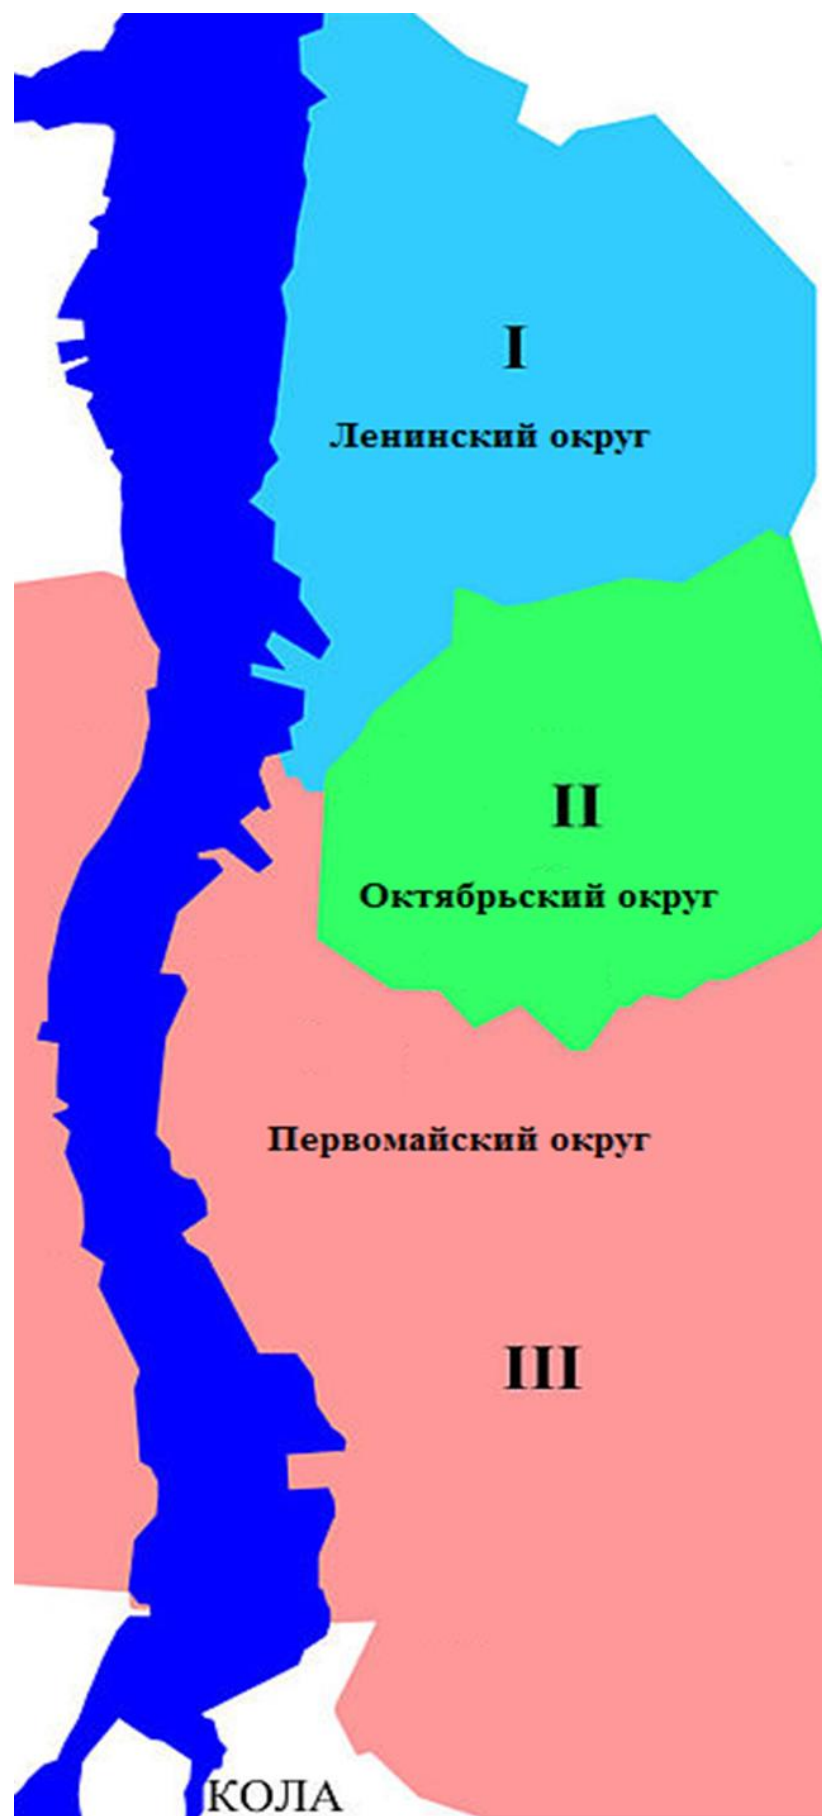 I
Ленинский округ
II
Октябрьский округ
Первомайский округ
III
КОЛА